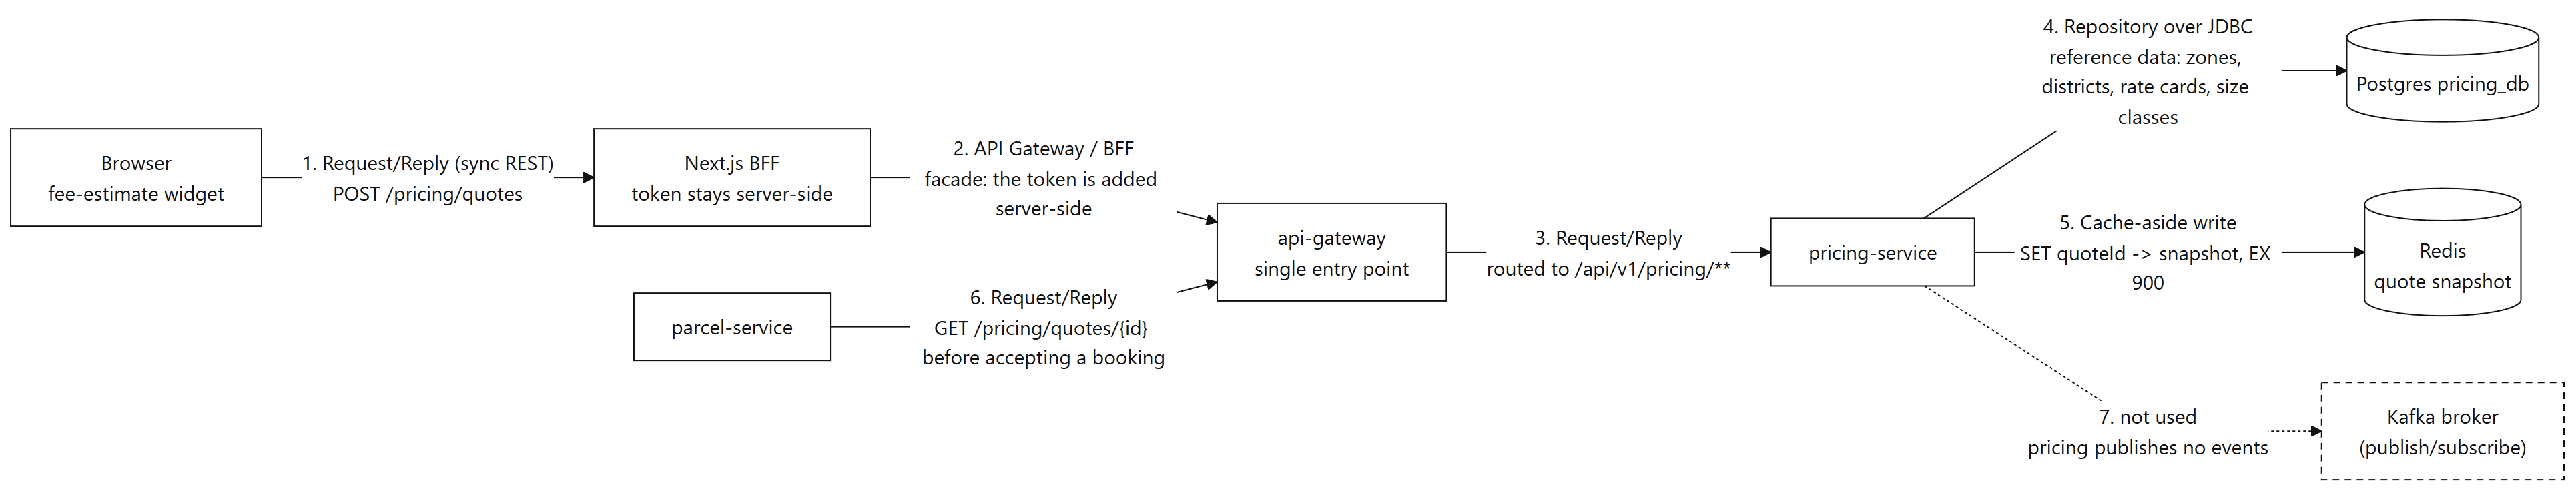 Browser
fee-estimate widget
1. Request/Reply (sync REST)
POST /pricing/quotes
Next.js BFF
token stays server-side
2. API Gateway / BFF
facade: the token is added
server-side
parcel-service
6. Request/Reply
GET /pricing/quotes/{id}
before accepting a booking
api-gateway
single entry point
3. Request/Reply
routed to /api/v1/pricing/**
pricing-service
4. Repository over JDBC
reference data: zones,
districts, rate cards, size
classes
Postgres pricing_db
5. Cache-aside write
SET quoteId -> snapshot, EX
900
Redis
quote snapshot
7. not used
pricing publishes no events
Kafka broker
(publish/subscribe)